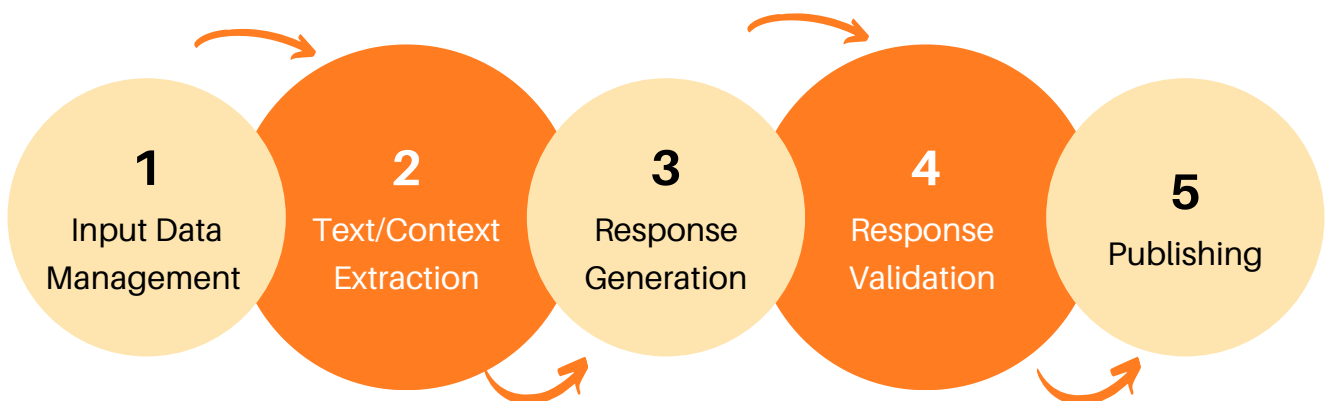 1
Input Data
Management
2
Text/Context
Extraction
3
Response
Generation
4
Response
Validation
5
Publishing